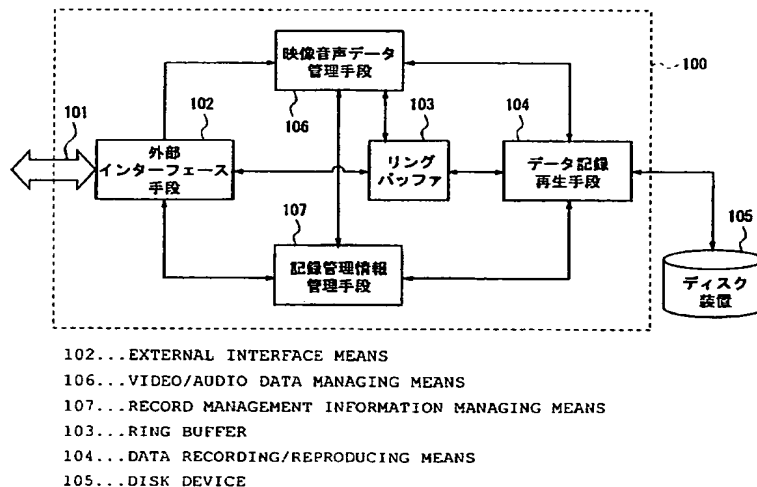 映像音声データ
管理手段
100
106
101
102
外部
インターフェース
手段
103
リング
バッファ
104
データ記録
再生手段
107
記録管理情報
管理手段
105
ディスク
装置
102...EXTERNAL INTERFACE MEANS
106...VIDEO/AUDIO DATA MANAGING MEANS
107...RECORD MANAGEMENT INFORMATION MANAGING MEANS
103...RING BUFFER
104...DATA RECORDING/REPRODUCING MEANS
105...DISK DEVICE